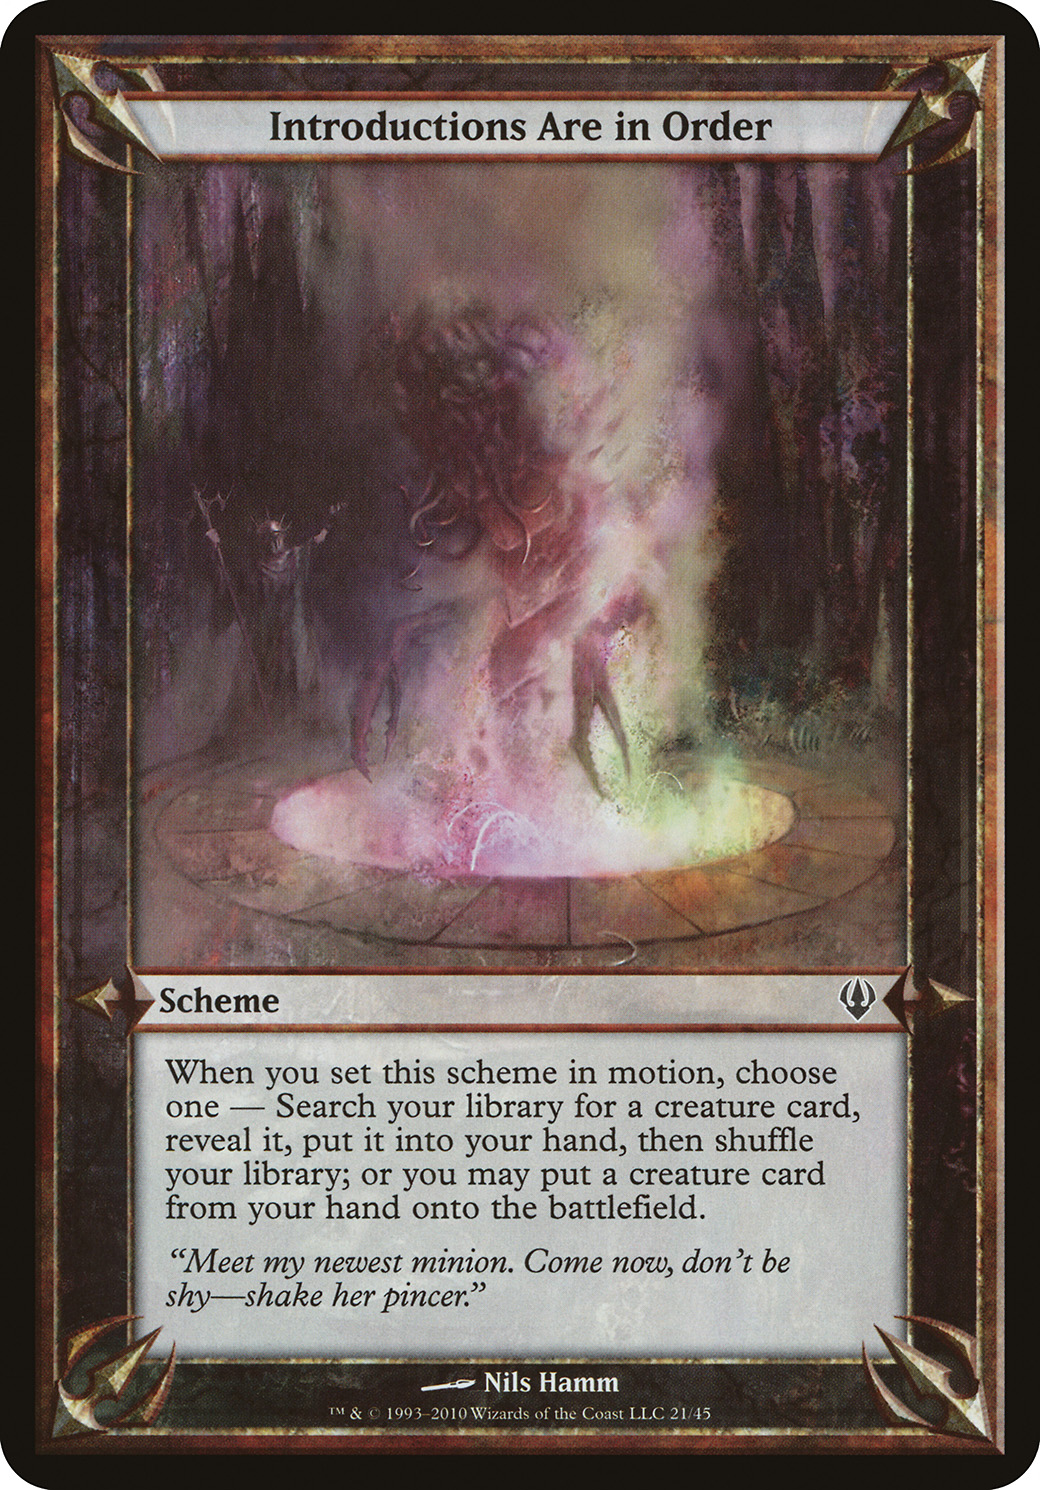 Introductions Are in Order
Scheme
When you set this scheme in motion, choose
one — Search your library for a creature card,
reveal it, put it into your hand, then shuffle
your library; or you may put a creature card
from your hand onto the battlefield.
“Meet my newest minion. Come now, don’t be
shy—shake her pincer.”
Nils Hamm
™ & © 1993–2010 Wizards of the Coast LLC 21/45